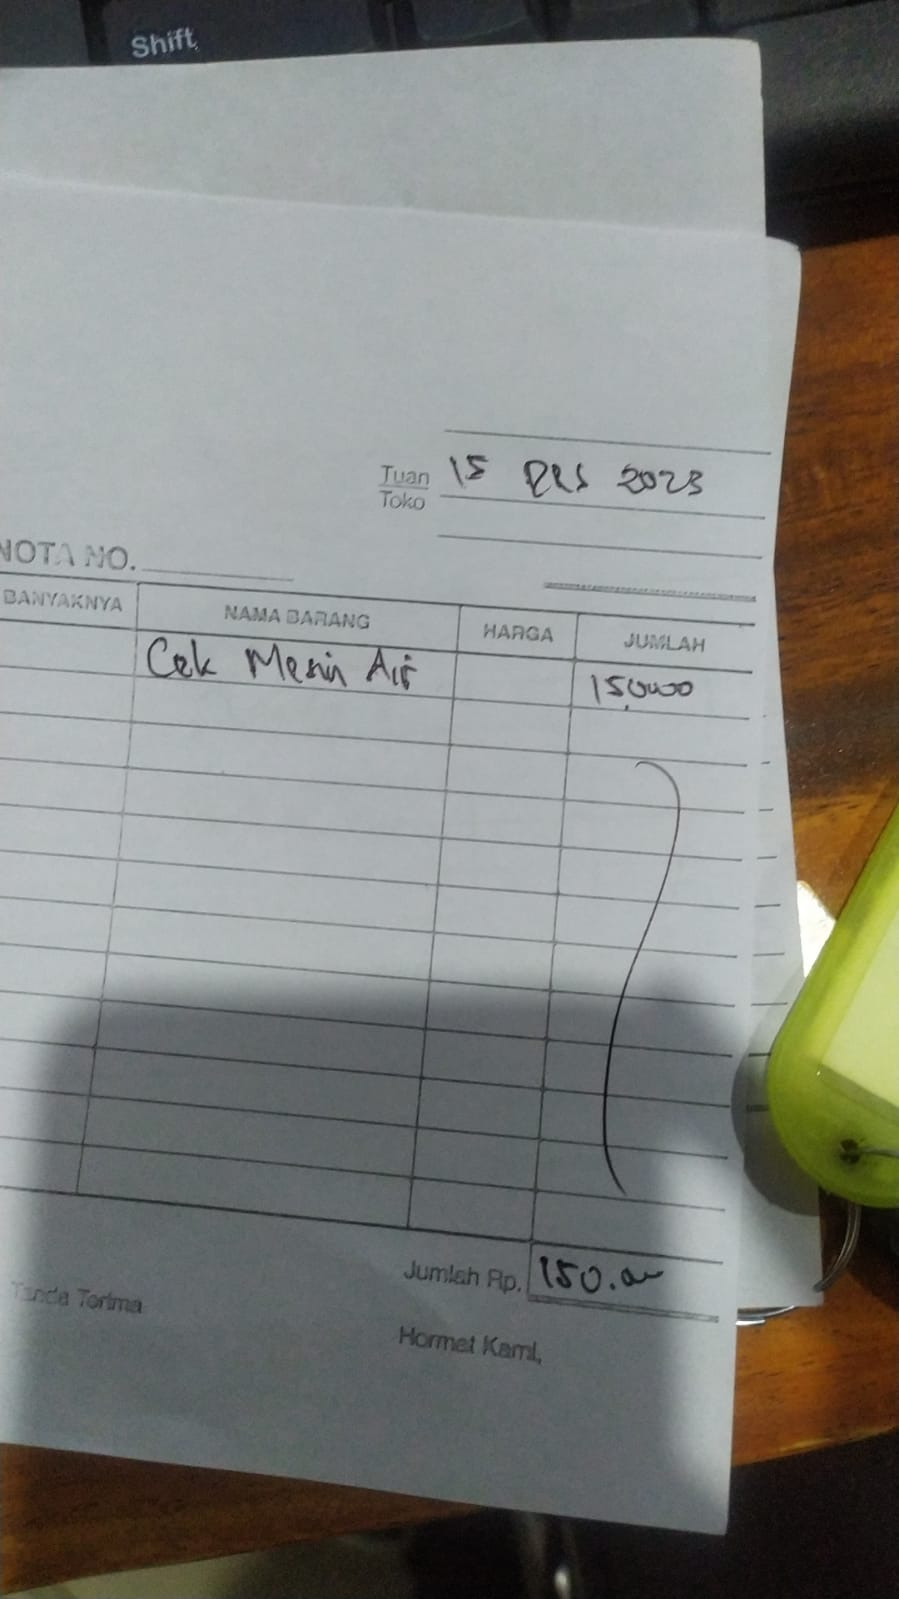 Shift
15 Des 2023
Tuan
Toko
NOTA NO.
BANYAKNYA NAMA BARANG HARGA JUMLAH
Cek Mesin Air 150.000
Jumlah Rp. 150.000
Tanda Terima
Hormat Kami,